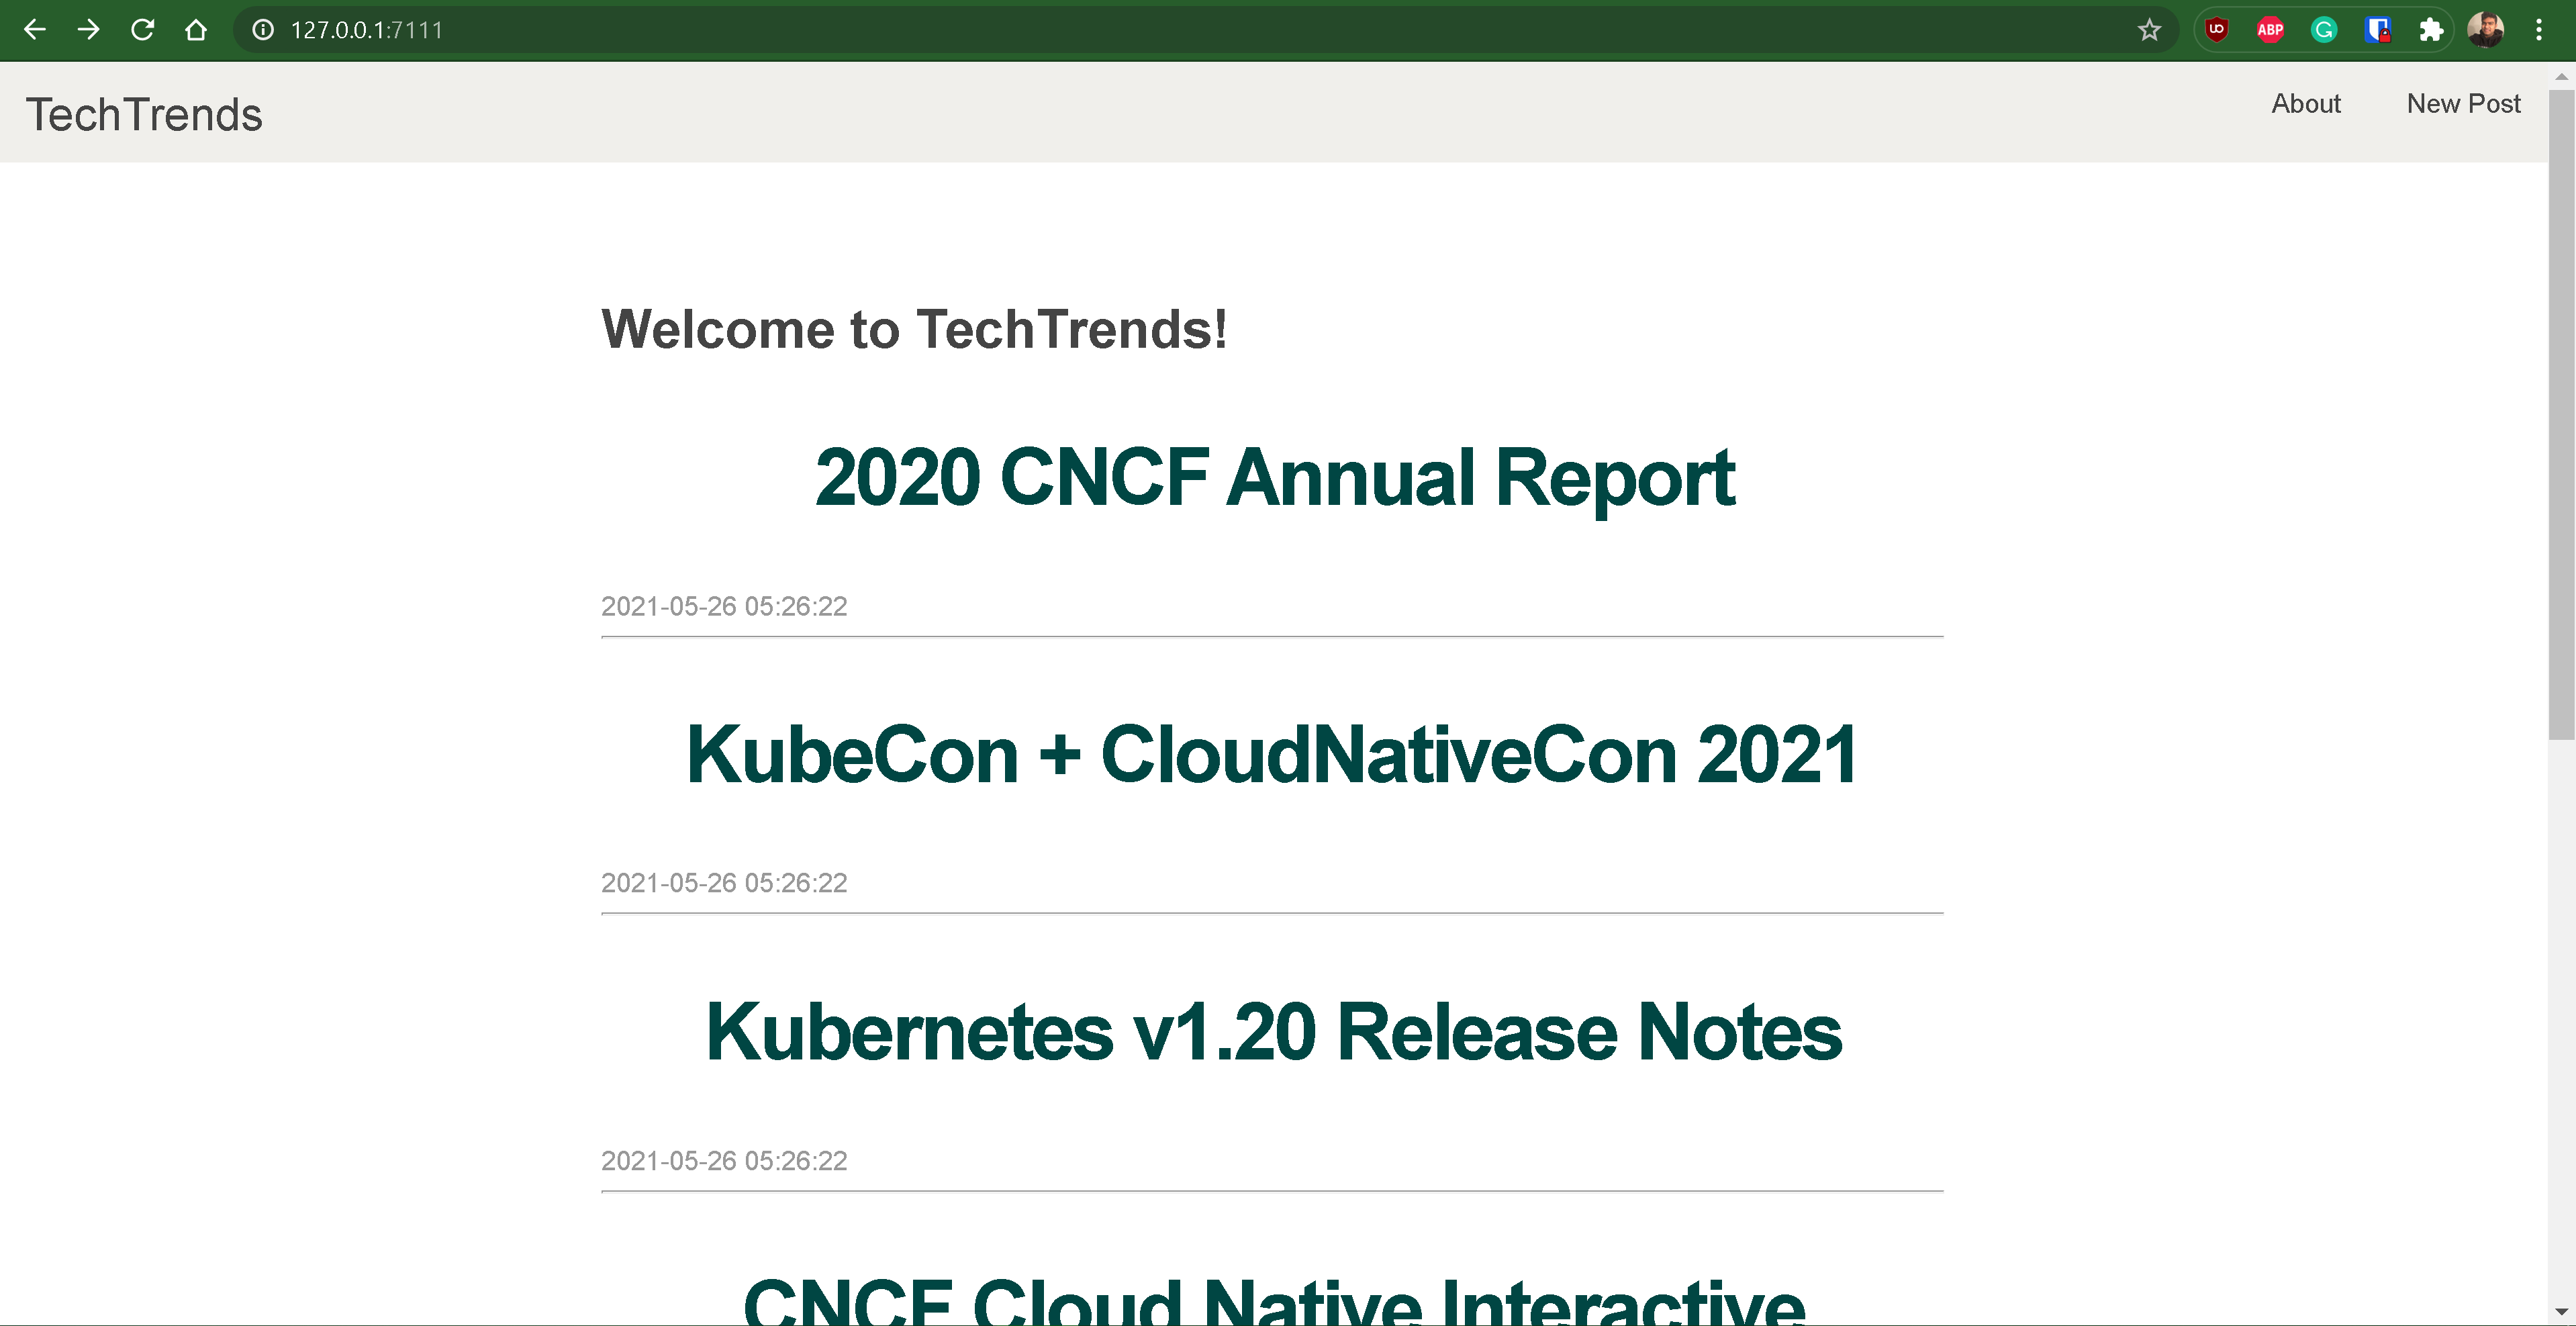 127.0.0.1:7111
ABP
TechTrends
About
New Post
Welcome to TechTrends!
2020 CNCF Annual Report
2021-05-26 05:26:22
KubeCon + CloudNativeCon 2021
2021-05-26 05:26:22
Kubernetes v1.20 Release Notes
2021-05-26 05:26:22
CNCF Cloud Native Interactive